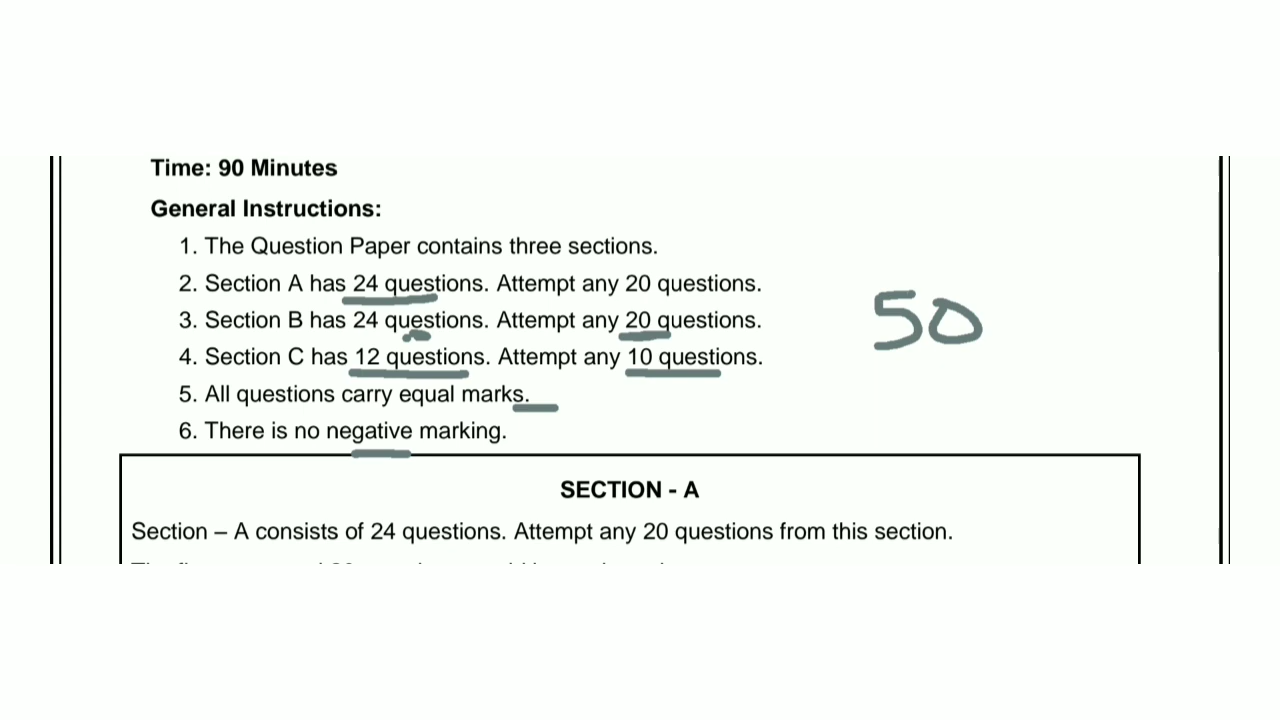 Time: 90 Minutes
General Instructions:
1. The Question Paper contains three sections.
2. Section A has 24 questions. Attempt any 20 questions.
3. Section B has 24 questions. Attempt any 20 questions.
50
4. Section C has 12 questions. Attempt any 10 questions.
5. All questions carry equal marks.
6. There is no negative marking.
SECTION - A
Section – A consists of 24 questions. Attempt any 20 questions from this section.